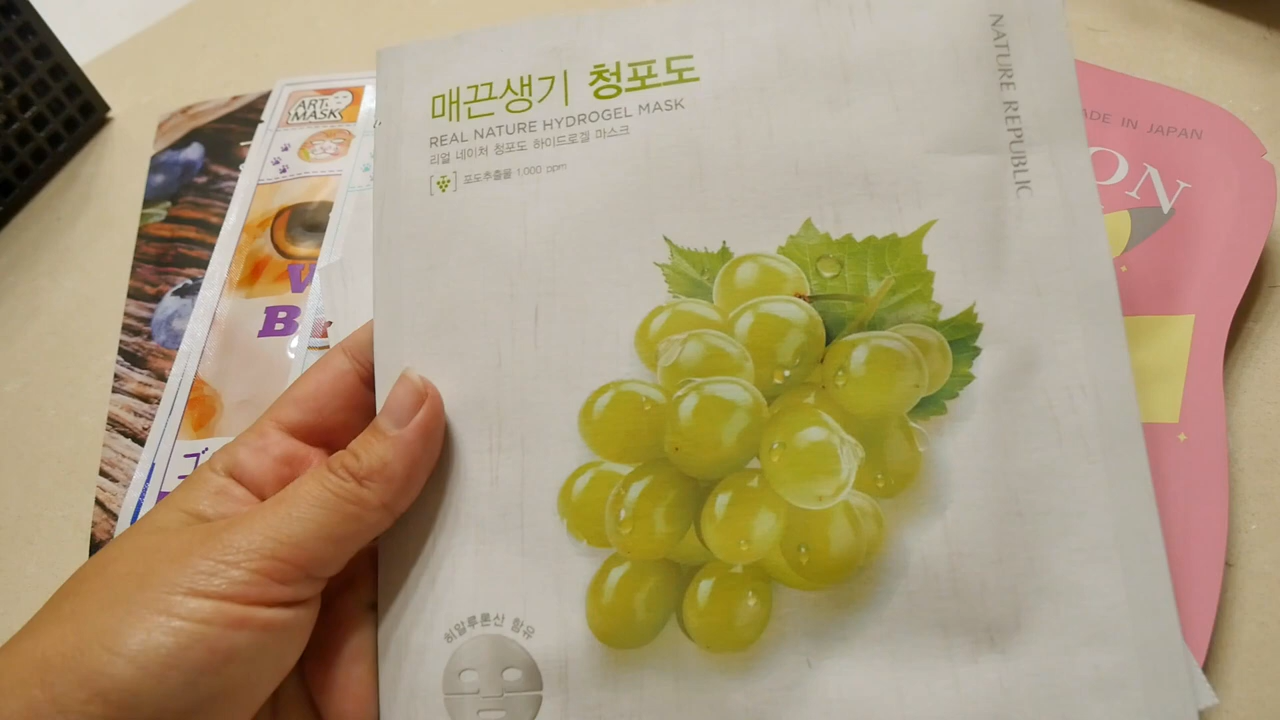 매끈생기 청포도
REAL NATURE HYDROGEL MASK
리얼 네이처 청포도 하이드로겔 마스크
포도추출물 1,000 ppm
NATURE REPUBLIC
히알루론산 함유
ART
MASK
MADE IN JAPAN